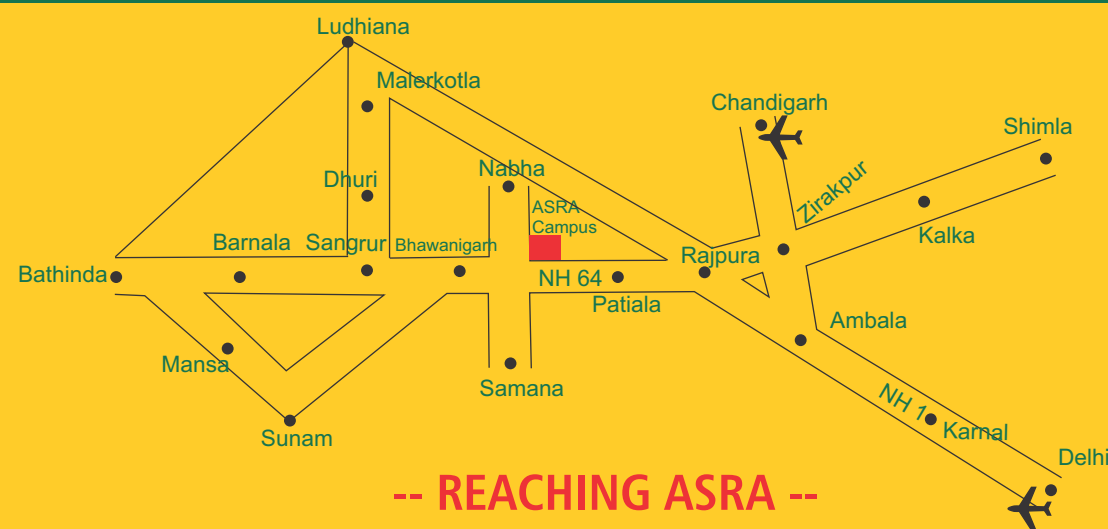 Ludhiana
Malerkotla
Chandigarh
Shimla
Nabha
Dhuri
Zirakpur
ASRA
Campus
Kalka
Barnala
Sangrur
Bhawanigarh
Rajpura
Bathinda
NH 64
Patiala
Ambala
Mansa
Samana
NH 1
Karnal
Sunam
Delhi
-- REACHING ASRA --